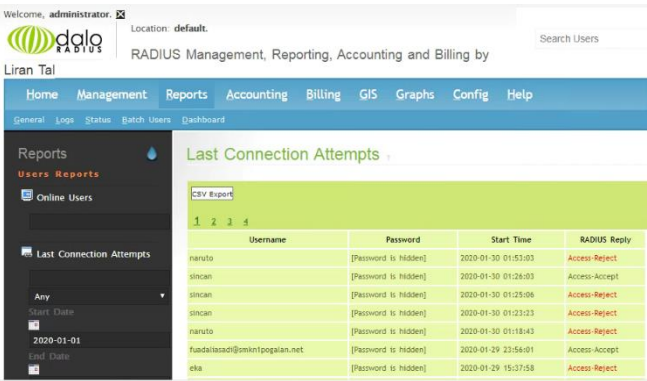 Welcome, administrator.
Location: default.
dalo
RADIUS
RADIUS Management, Reporting, Accounting and Billing by
Liran Tal
Search Users
Home Management Reports Accounting Billing GIS Graphs Config Help
General Logs Status Batch Users Dashboard
Reports
Users Reports
Online Users
Last Connection Attempts
Any
Start Date
2020-01-01
End Date
Last Connection Attempts
CSV Export
1 2 3 4
Username Password Start Time RADIUS Reply
naruto [Password is hidden] 2020-01-30 01:53:03 Access-Reject
sincan [Password is hidden] 2020-01-30 01:26:03 Access-Accept
sincan [Password is hidden] 2020-01-30 01:25:06 Access-Reject
sincan [Password is hidden] 2020-01-30 01:23:23 Access-Reject
naruto [Password is hidden] 2020-01-30 01:18:43 Access-Reject
fuadaliasadi@smkn1pogalan.net [Password is hidden] 2020-01-29 23:56:01 Access-Accept
eka [Password is hidden] 2020-01-29 15:37:58 Access-Reject